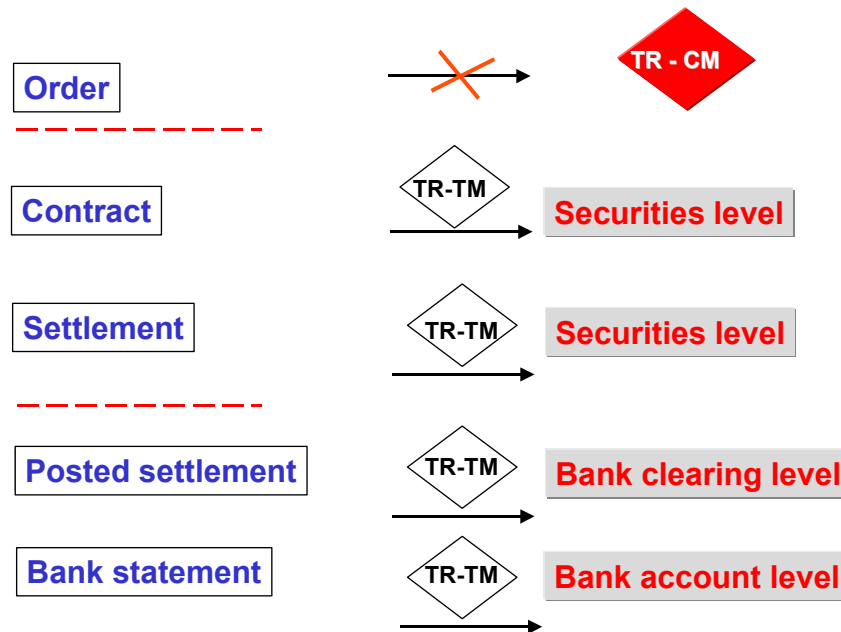 TR - CM
Order
TR-TM
Contract
Securities level
Settlement
TR-TM
Securities level
Posted settlement
TR-TM
Bank clearing level
Bank statement
TR-TM
Bank account level